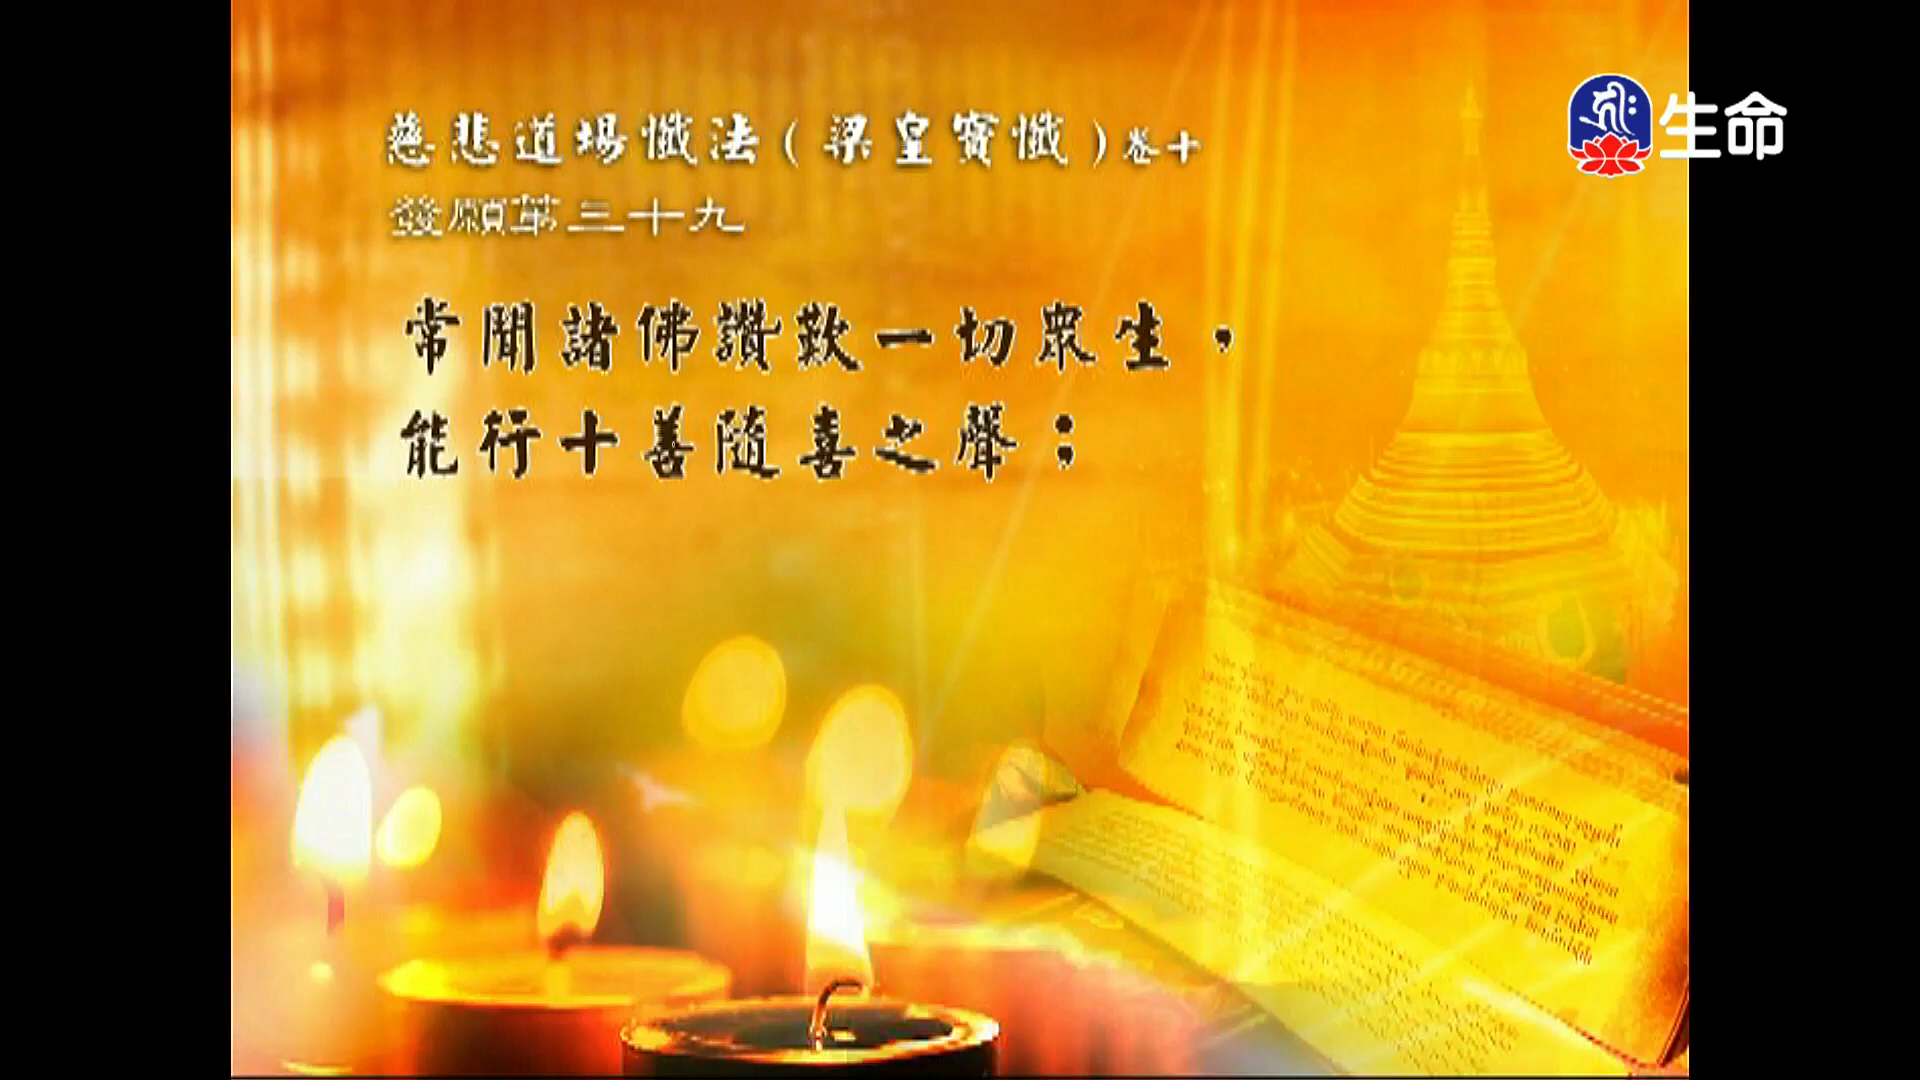 慈悲道場懺法(梁皇寶懺)卷十
發願第三十九
常聞諸佛讚歎一切眾生，
能行十善隨喜之聲：
生命